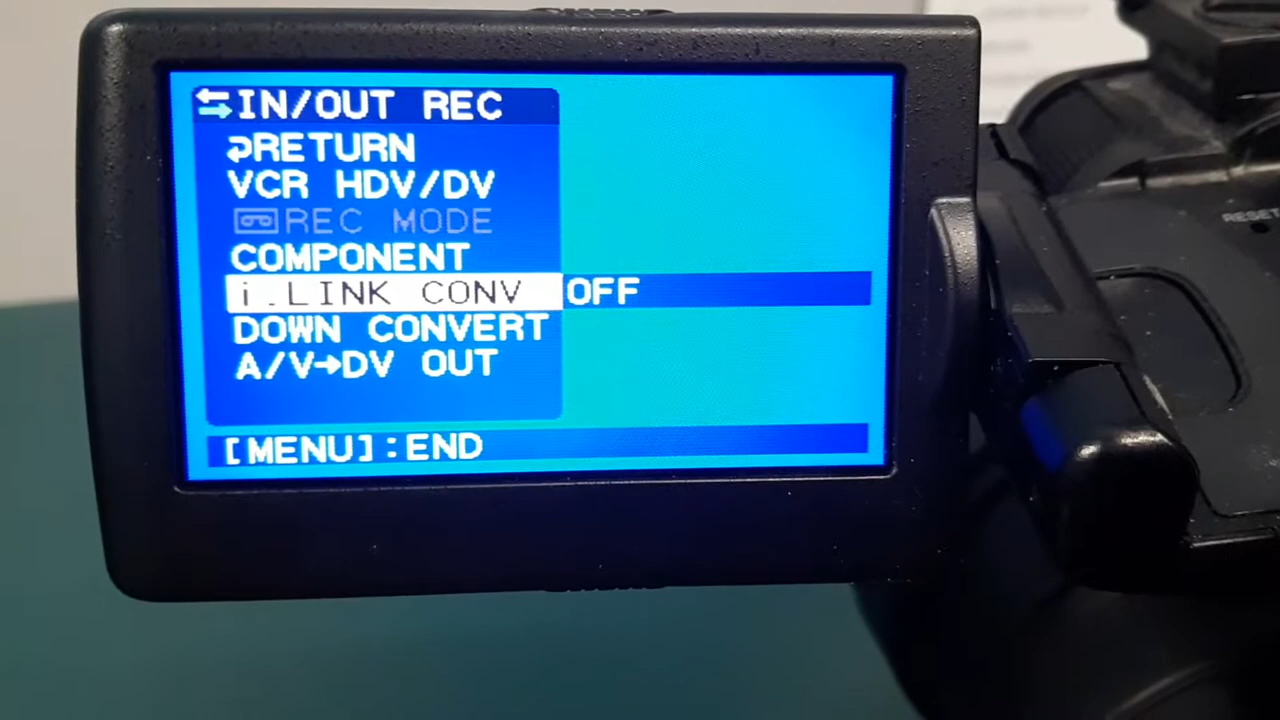 IN/OUT REC
RETURN
VCR HDV/DV
REC MODE
COMPONENT
i.LINK CONV OFF
DOWN CONVERT
A/V→DV OUT
[MENU]:END
RESET